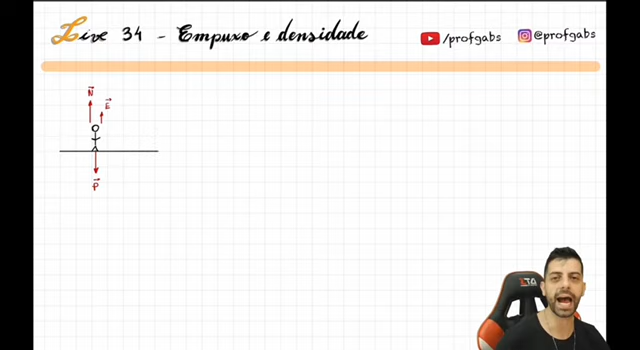 Live 34 - Empuxo e densidade
/profgabs
@profgabs
N
E
P